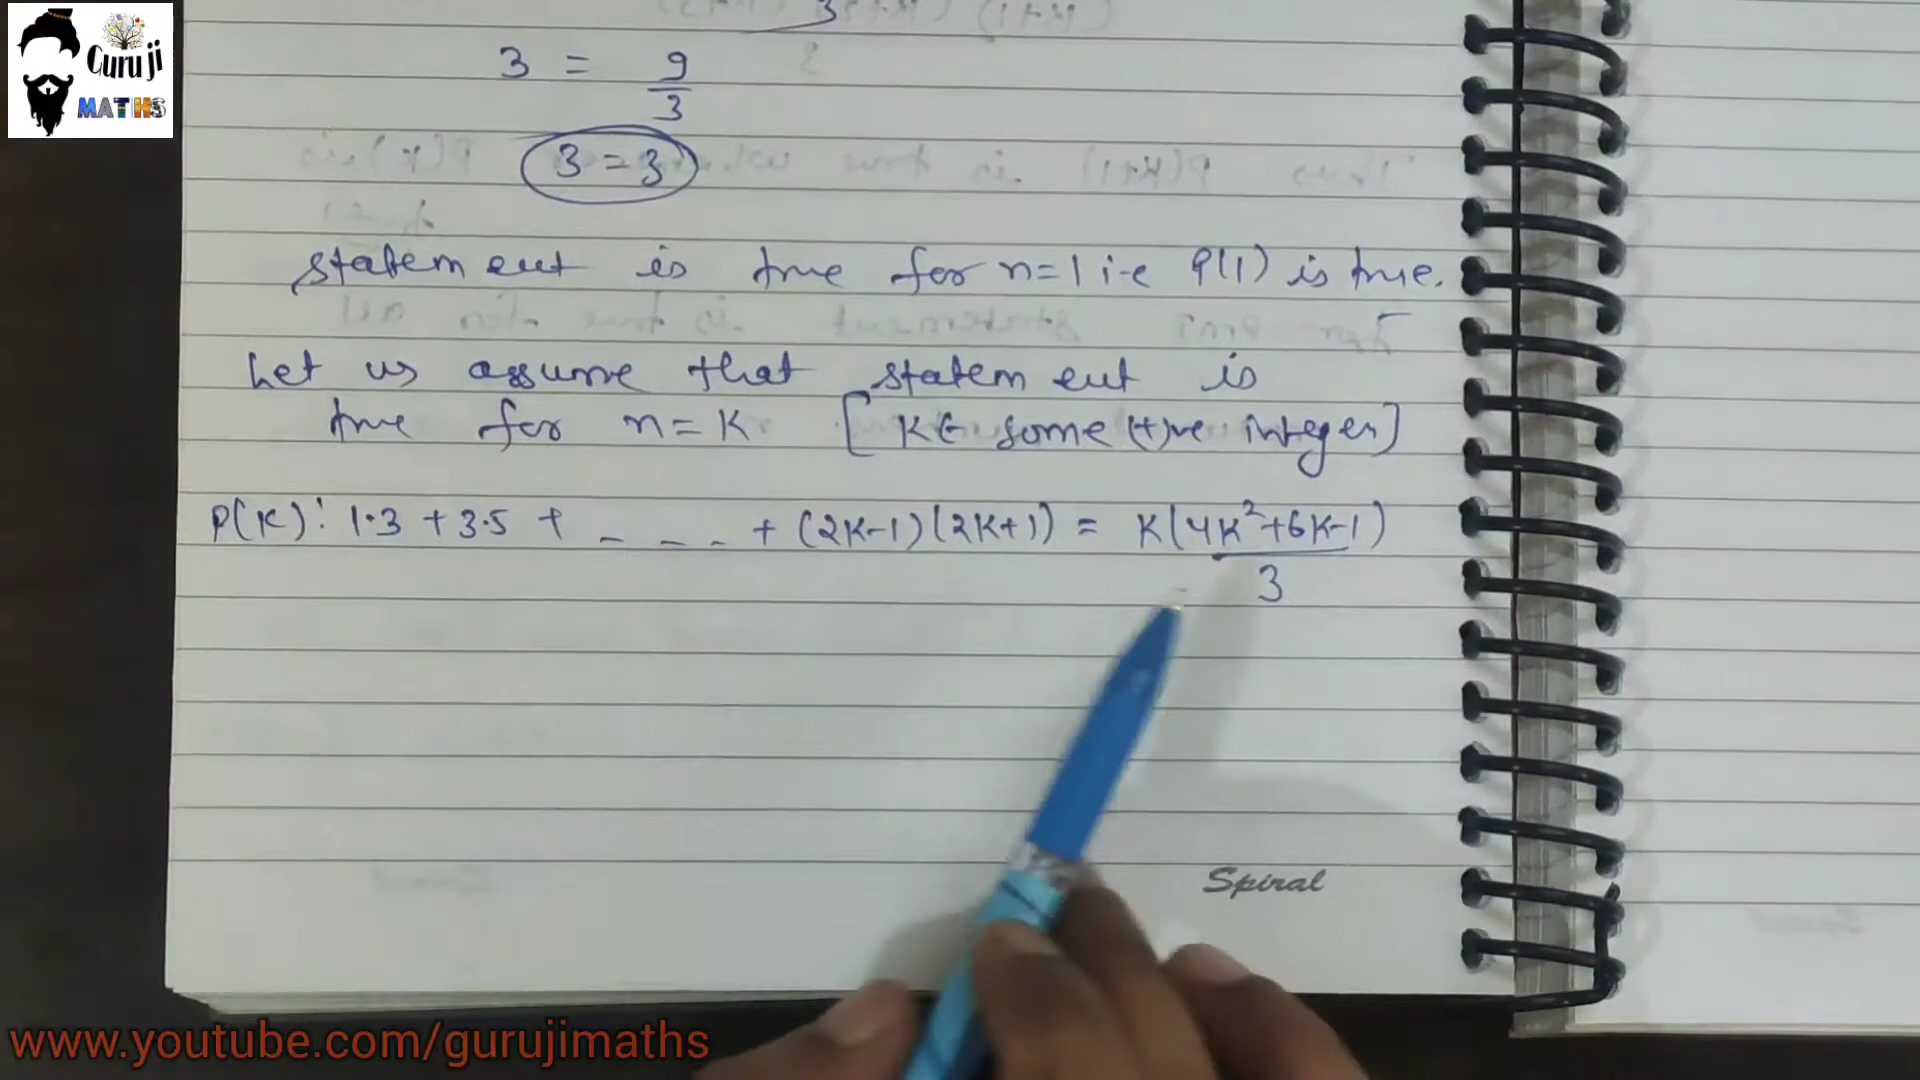 Guruji
MATHS
3 = 9/3
3 = 3
statement is true for n=1 i-e P(1) is true.
Let us assume that statement is
true for n=K [K∈ some (+)ve integer]
P(K): 1·3 + 3·5 + _ _ _ _ + (2K-1)(2K+1) = K(4K²+6K-1)
3
Spiral
www.youtube.com/gurujimaths